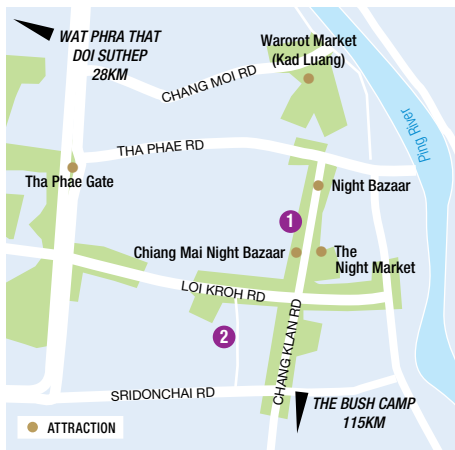 WAT PHRA THAT
DOI SUTHEP
28KM
Warorot Market
(Kad Luang)
CHANG MOI RD
Ping River
THA PHAE RD
Tha Phae Gate
Night Bazaar
1
Chiang Mai Night Bazaar
The
Night Market
LOI KROH RD
2
CHANG KLAN RD
SRIDONCHAI RD
THE BUSH CAMP
115KM
ATTRACTION